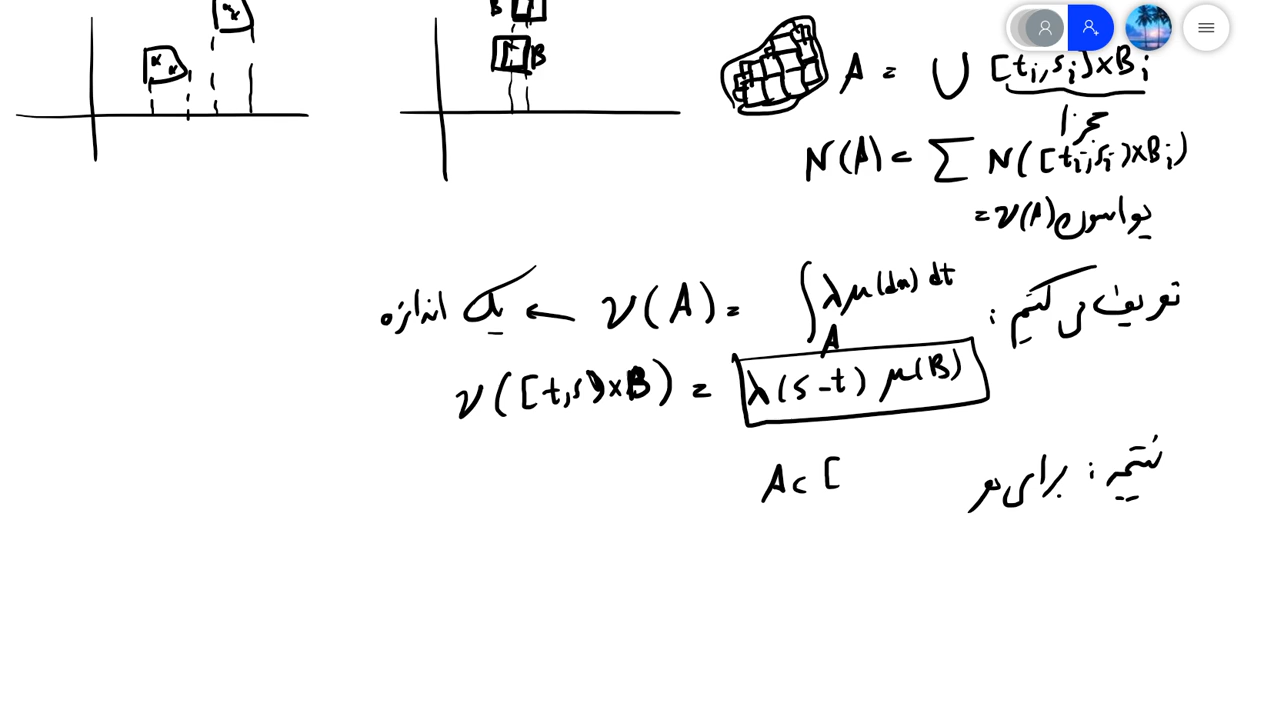 B
B
A = ∪ [tᵢ,sᵢ)×Bᵢ
مجزا
N(A) = ∑ N([tᵢ,sᵢ)×Bᵢ)
پواسون = ν(A)
تعریف می کنیم : ν(A) = ∫_A λμ(dx) dt ← یک اندازه
ν([t,s)×B) = λ(s-t) μ(B)
نتیجه : برای هر A⊂[